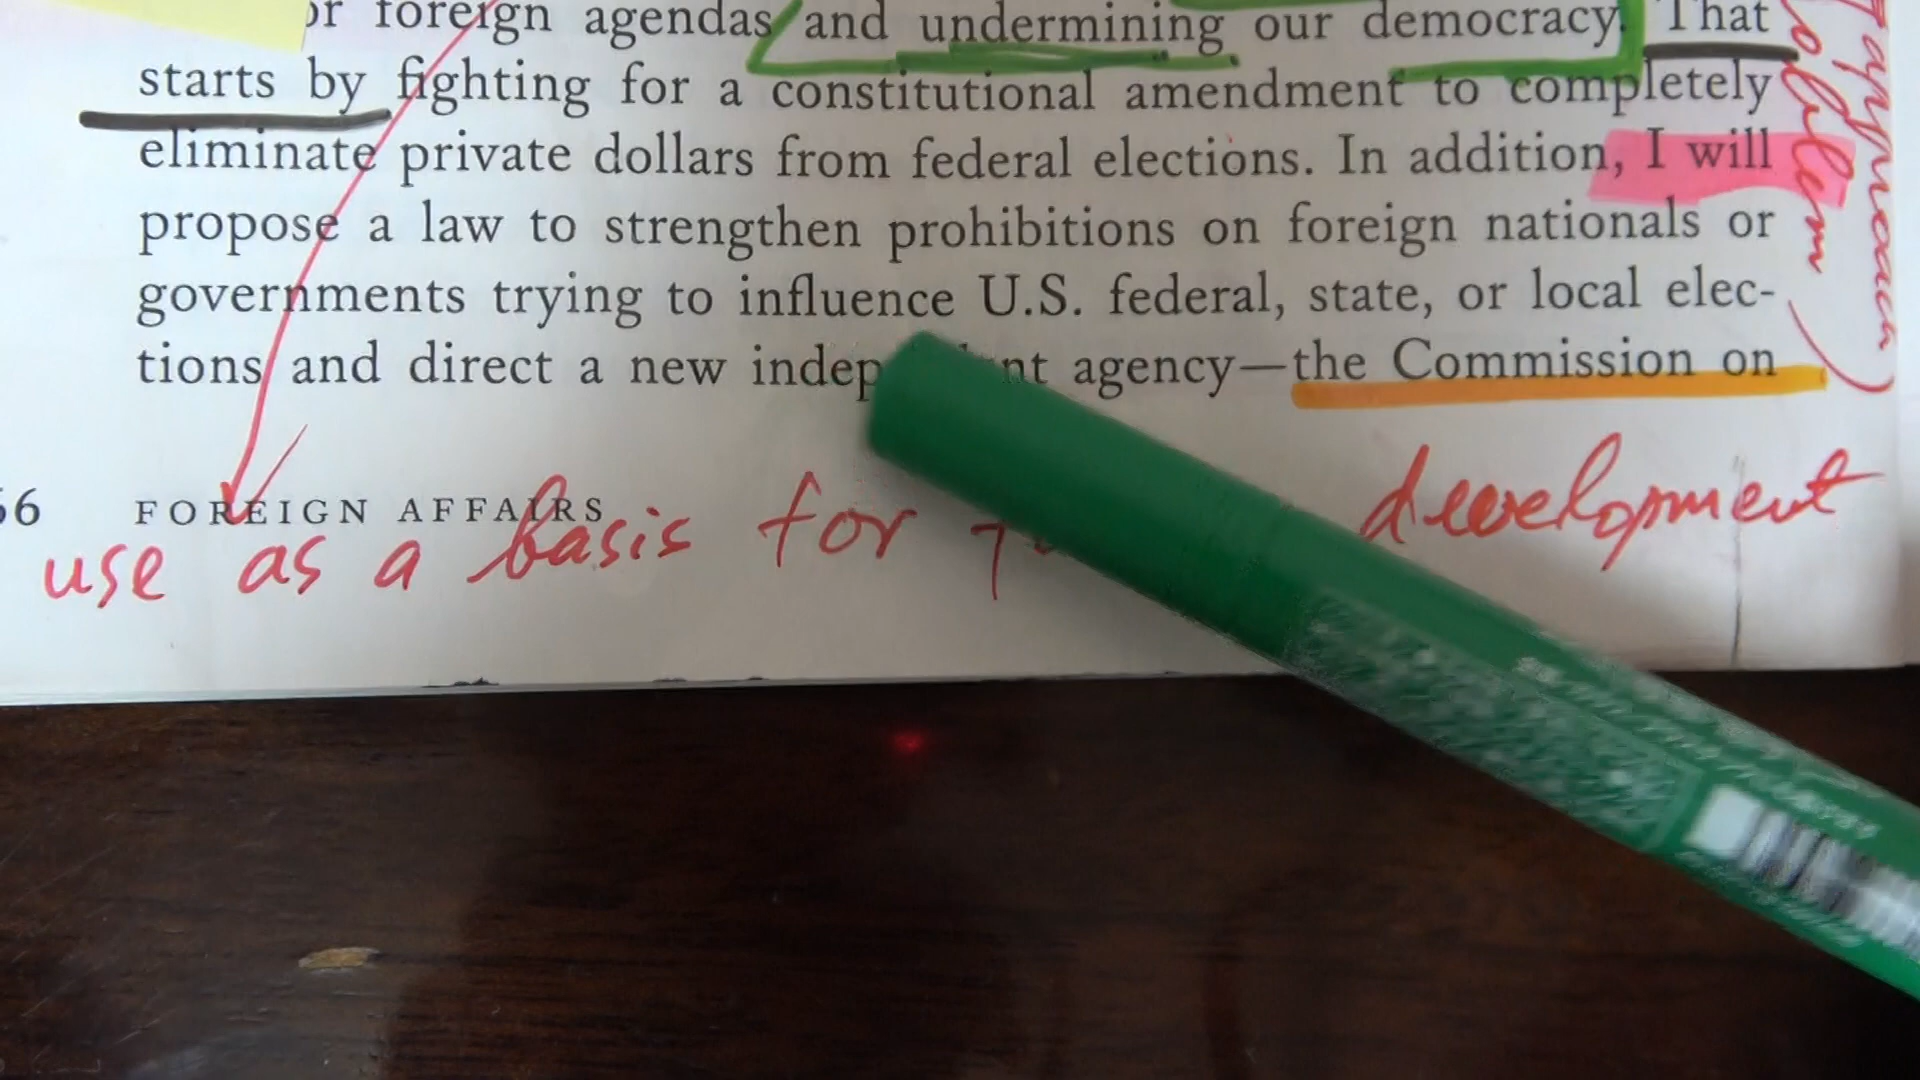 or foreign agendas and undermining our democracy. That
starts by fighting for a constitutional amendment to completely
eliminate private dollars from federal elections. In addition, I will
propose a law to strengthen prohibitions on foreign nationals or
governments trying to influence U.S. federal, state, or local elec-
tions and direct a new indep nt agency—the Commission on
56 FOREIGN AFFAIRS
use as a basis for development
approach)